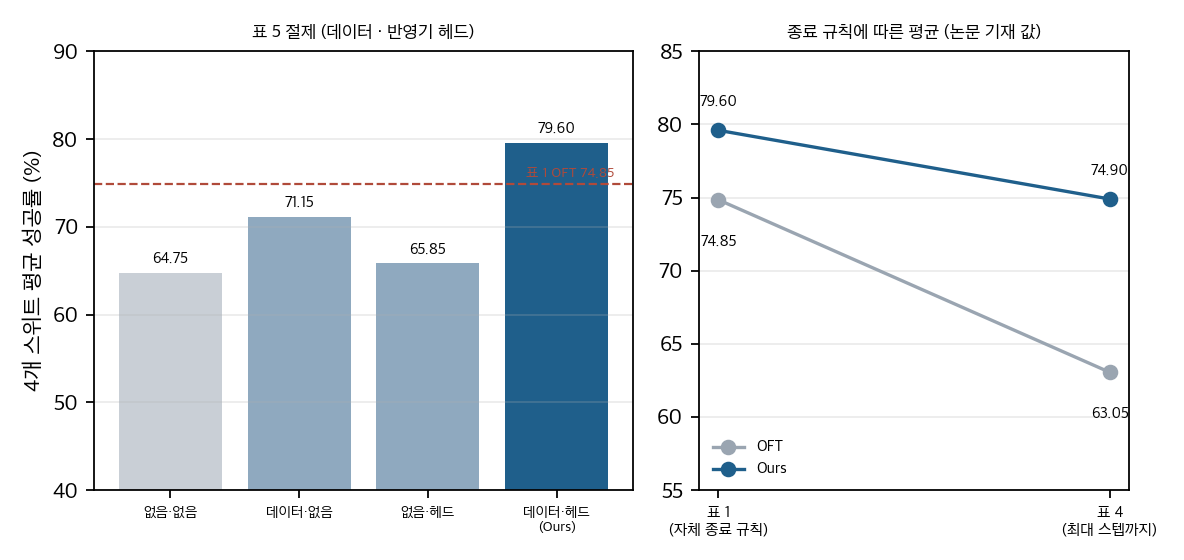 표 5 절제 (데이터 · 반영기 헤드)
4개 스위트 평균 성공률 (%)
90
80
70
60
50
40
64.75
71.15
65.85
79.60
표 1 OFT 74.85
없음·없음
데이터·없음
없음·헤드
데이터·헤드
(Ours)
종료 규칙에 따른 평균 (논문 기재 값)
85
80
75
70
65
60
55
79.60
74.90
74.85
63.05
OFT
Ours
표 1
(자체 종료 규칙)
표 4
(최대 스텝까지)